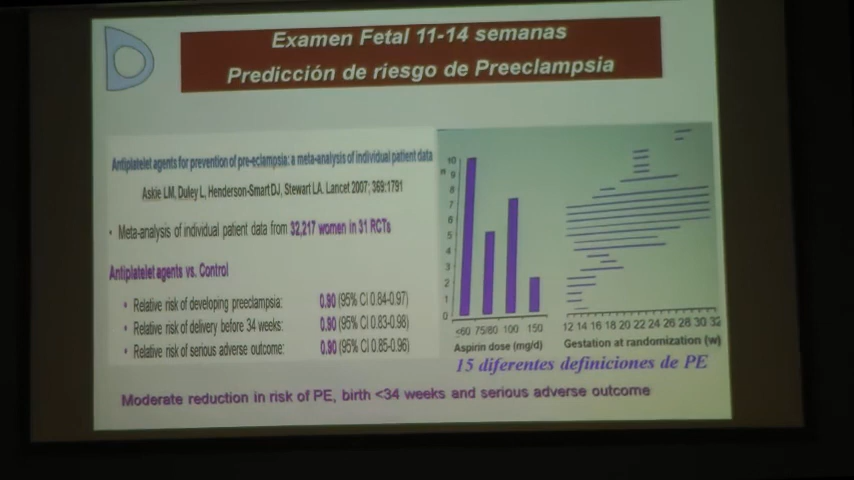 Examen Fetal 11-14 semanas
Predicción de riesgo de Preeclampsia
Antiplatelet agents for prevention of pre-eclampsia: a meta-analysis of individual patient data
Askie LM, Duley L, Henderson-Smart DJ, Stewart LA. Lancet 2007; 369:1791
• Meta-analysis of individual patient data from 32,217 women in 31 RCTs
Antiplatelet agents vs. Control
• Relative risk of developing preeclampsia: 0.90 (95% CI 0.84-0.97)
• Relative risk of delivery before 34 weeks: 0.90 (95% CI 0.83-0.98)
• Relative risk of serious adverse outcome: 0.90 (95% CI 0.85-0.96)
n
10
9
8
7
6
5
4
3
2
1
0
<60 75/80 100 150
Aspirin dose (mg/d)
12 14 16 18 20 22 24 26 28 30 32
Gestation at randomization (w)
15 diferentes definiciones de PE
Moderate reduction in risk of PE, birth <34 weeks and serious adverse outcome